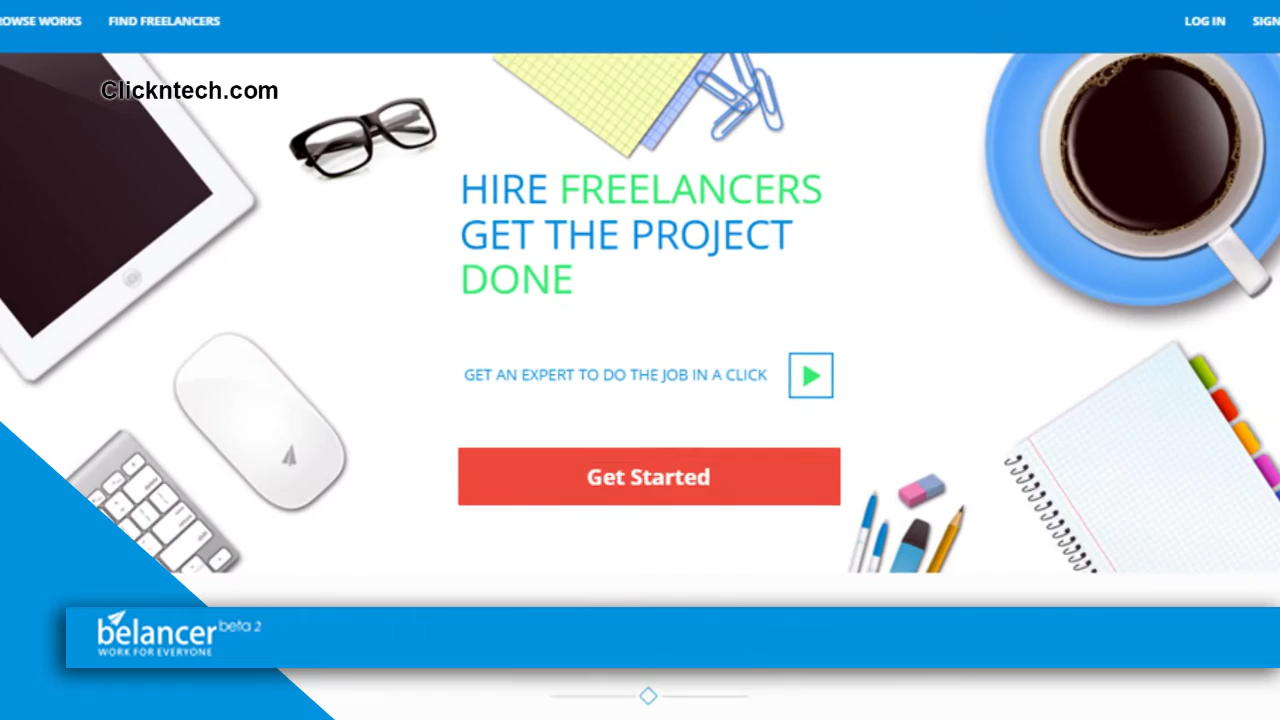 ROWSE WORKS FIND FREELANCERS LOG IN SIGN
Clickntech.com
HIRE FREELANCERS
GET THE PROJECT
DONE
GET AN EXPERT TO DO THE JOB IN A CLICK
Get Started
belancer beta 2
WORK FOR EVERYONE